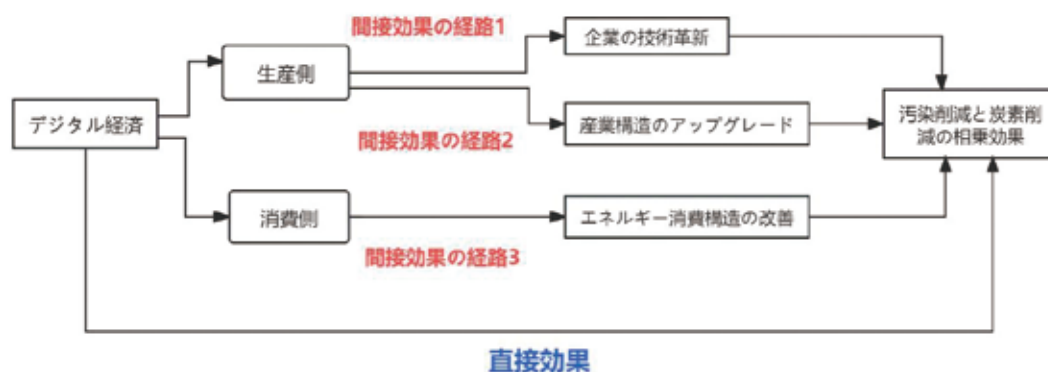 間接効果の経路1
企業の技術革新
生産側
デジタル経済
産業構造のアップグレード
汚染削減と炭素削
減の相乗効果
間接効果の経路2
消費側
エネルギー消費構造の改善
間接効果の経路3
直接効果